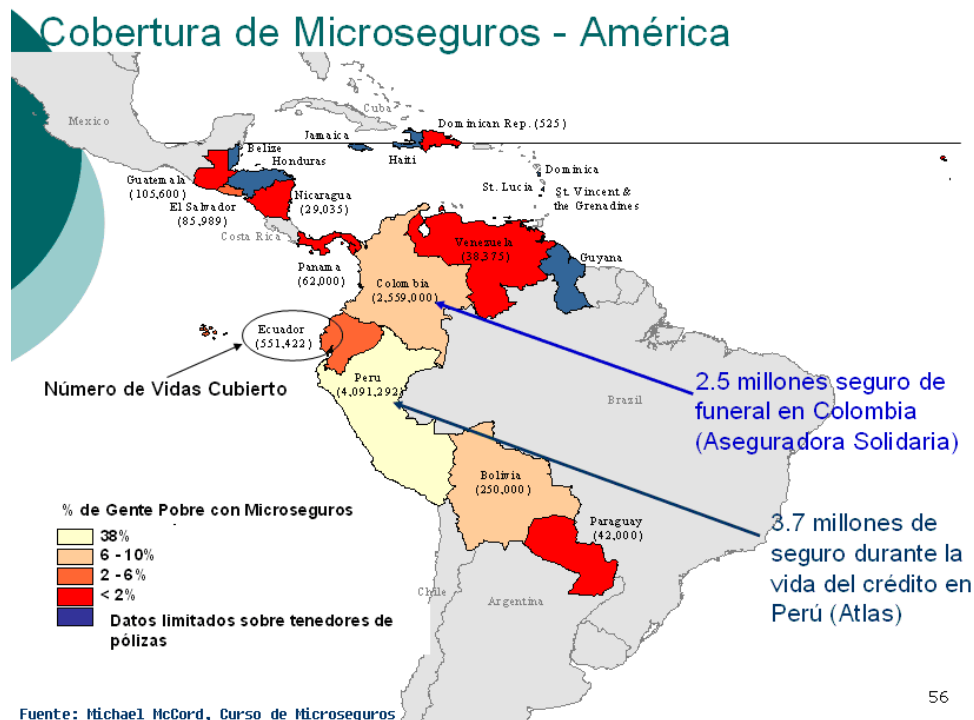 Cobertura de Microseguros - América
Cuba
Mexico
Dominican Rep. (525)
Jamaica
Belize
Honduras
Haiti
Dominica
Guatemala
(105,600)
Nicaragua
(29,035)
St. Lucia
St. Vincent &
the Grenadines
El Salvador
(85,989)
Costa Rica
Venezuela
(38,375)
Guyana
Panama
(62,000)
Colombia
(2,559,000)
Ecuador
(551,422)
Número de Vidas Cubierto
Peru
(4,091,292)
Brazil
2.5 millones seguro de
funeral en Colombia
(Aseguradora Solidaria)
Bolivia
(250,000)
Paraguay
(42,000)
3.7 millones de
seguro durante la
vida del crédito en
Perú (Atlas)
% de Gente Pobre con Microseguros
38%
6 - 10%
2 - 6%
< 2%
Datos limitados sobre tenedores de
pólizas
Chile
Argentina
56
Fuente: Michael McCord, Curso de Microseguros